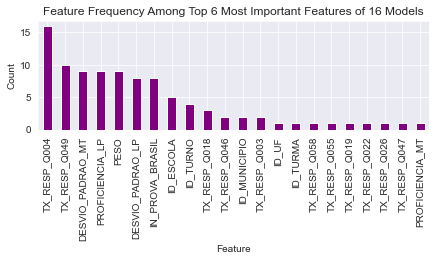 Feature Frequency Among Top 6 Most Important Features of 16 Models
15
10
5
0
Count
TX_RESP_Q004
TX_RESP_Q049
DESVIO_PADRAO_MT
PROFICIENCIA_LP
PESO
DESVIO_PADRAO_LP
IN_PROVA_BRASIL
ID_ESCOLA
ID_TURNO
TX_RESP_Q018
TX_RESP_Q046
ID_MUNICIPIO
TX_RESP_Q003
ID_UF
ID_TURMA
TX_RESP_Q058
TX_RESP_Q055
TX_RESP_Q019
TX_RESP_Q022
TX_RESP_Q026
TX_RESP_Q047
PROFICIENCIA_MT
Feature